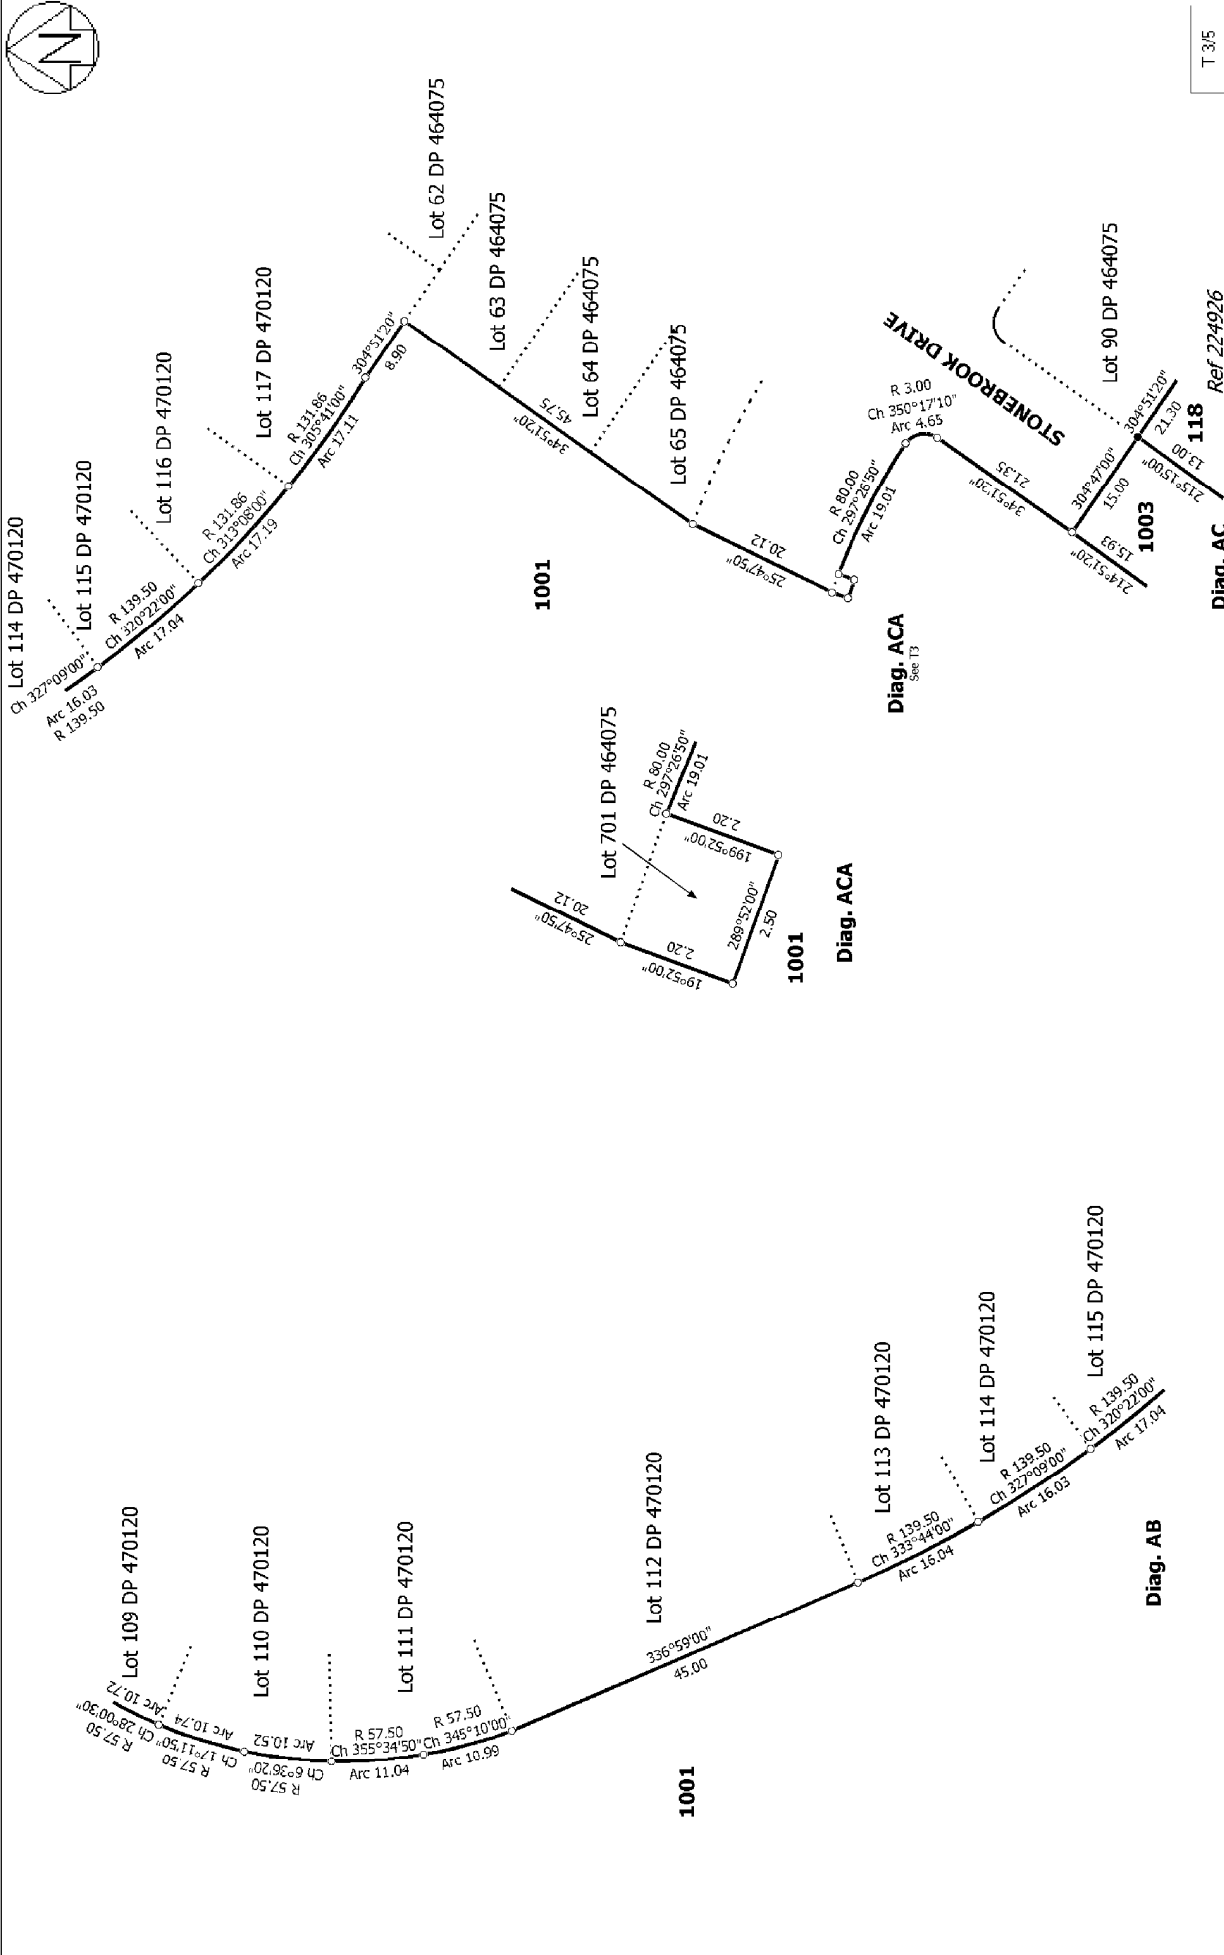 N
T 3/5
Lot 114 DP 470120
Lot 115 DP 470120
Lot 116 DP 470120
Lot 117 DP 470120
Lot 62 DP 464075
Lot 63 DP 464075
Lot 64 DP 464075
Lot 65 DP 464075
Ch 327°09'00"
Arc 16.03
R 139.50
R 139.50
Ch 320°22'00"
Arc 17.04
R 131.86
Ch 313°08'00"
Arc 17.19
R 131.86
Ch 305°41'00"
Arc 17.11
304°51'20"
8.90
45.75
34°51'20"
1001
20.12
25°47'50"
R 80.00
Ch 297°26'50"
Arc 19.01
R 3.00
Ch 350°17'10"
Arc 4.65
STONEBROOK DRIVE
21.35
34°51'20"
Lot 90 DP 464075
304°47'00"
15.00
304°51'20"
21.30
118
13.00
215°15'00"
15.93
214°51'20"
1003
Ref 224926
Diag. AC
Diag. ACA
See T3
Lot 701 DP 464075
R 80.00
Ch 297°26'50"
Arc 19.01
20.12
25°47'50"
2.20
199°52'00"
2.20
19°52'00"
289°52'00"
2.50
1001
Diag. ACA
Lot 109 DP 470120
Lot 110 DP 470120
Lot 111 DP 470120
Lot 112 DP 470120
Lot 113 DP 470120
Lot 114 DP 470120
Lot 115 DP 470120
Arc 10.72
Ch 28°00'30"
R 57.50
Arc 10.74
Ch 17°11'50"
R 57.50
Arc 10.52
Ch 6°36'20"
R 57.50
R 57.50
Ch 355°34'50"
Arc 11.04
R 57.50
Ch 345°10'00"
Arc 10.99
336°59'00"
45.00
R 139.50
Ch 333°44'00"
Arc 16.04
R 139.50
Ch 327°09'00"
Arc 16.03
R 139.50
Ch 320°22'00"
Arc 17.04
1001
Diag. AB